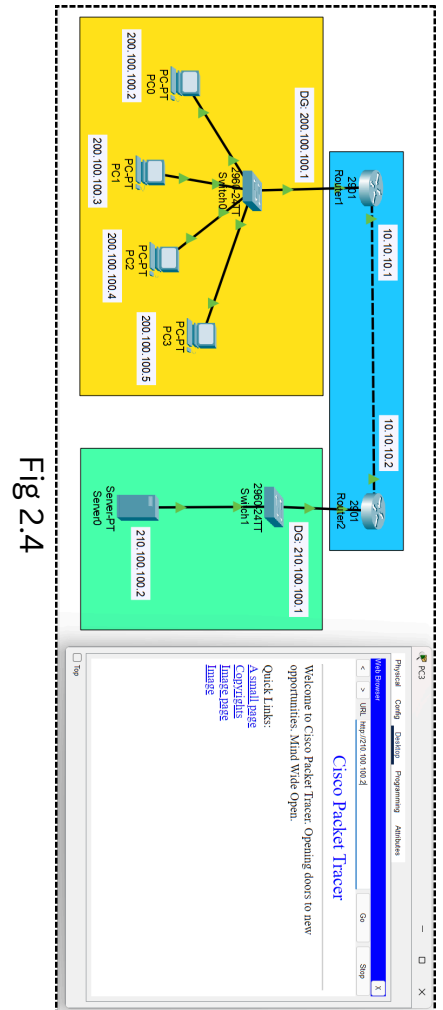 10.10.10.1
10.10.10.2
2901
Router1
2901
Router2
DG: 200.100.100.1
DG: 210.100.100.1
2960-24TT
Switch0
2960-24TT
Switch1
PC-PT
PC0
200.100.100.2
PC-PT
PC1
200.100.100.3
PC-PT
PC2
200.100.100.4
PC-PT
PC3
200.100.100.5
Server-PT
Server0
210.100.100.2
PC3
Physical Config Desktop Programming Attributes
Web Browser X
< > URL http://210.100.100.2 Go Stop
Cisco Packet Tracer
Welcome to Cisco Packet Tracer. Opening doors to new
opportunities. Mind Wide Open.
Quick Links:
A small page
Copyrights
Image page
Image
Top
Fig 2.4